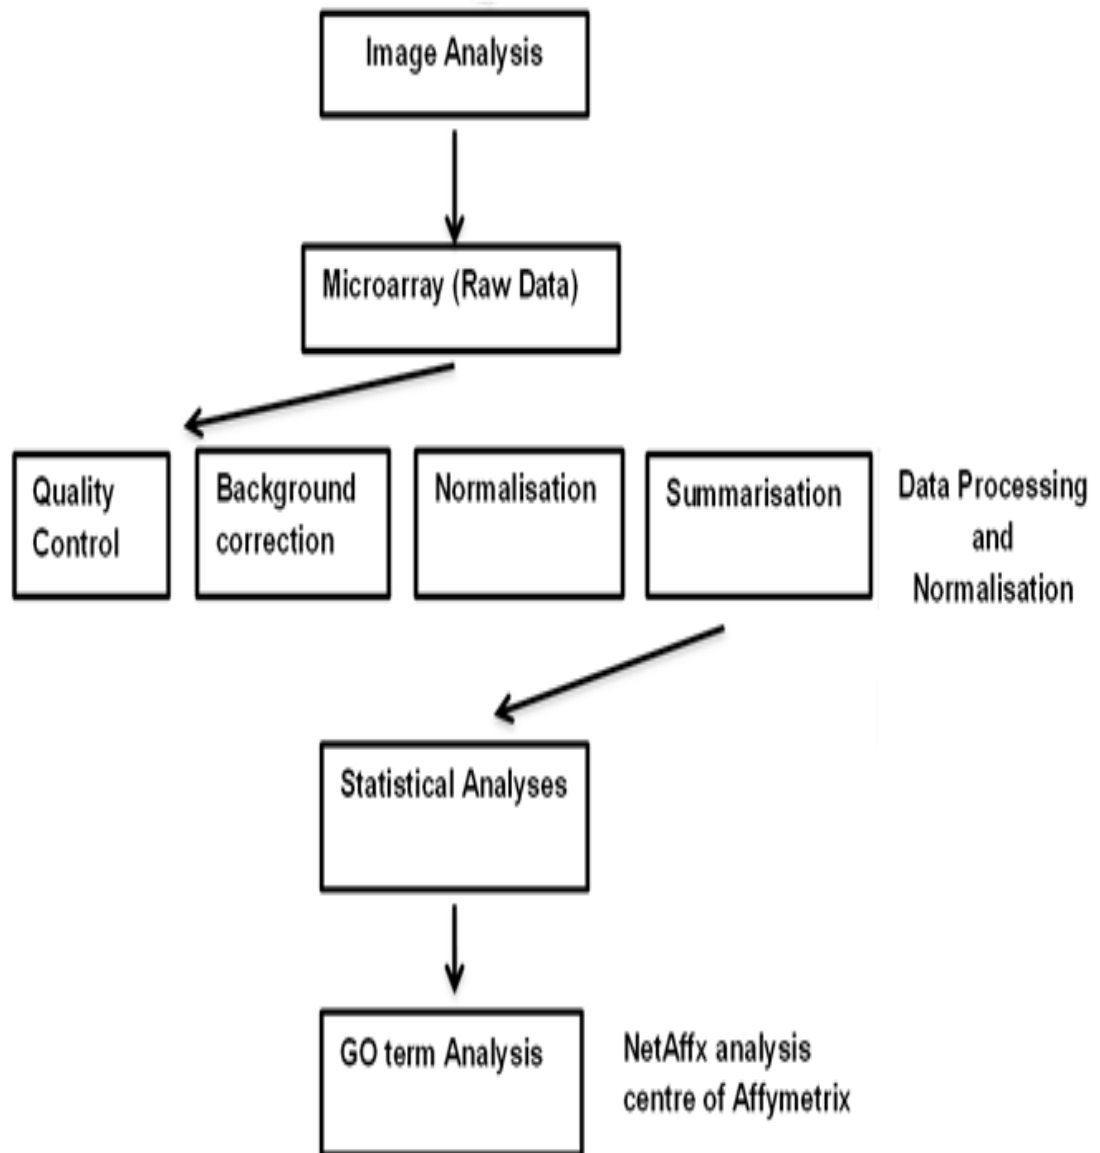 Image Analysis
Microarray (Raw Data)
Quality
Control
Background
correction
Normalisation
Summarisation
Data Processing
and
Normalisation
Statistical Analyses
GO term Analysis
NetAffx analysis
centre of Affymetrix